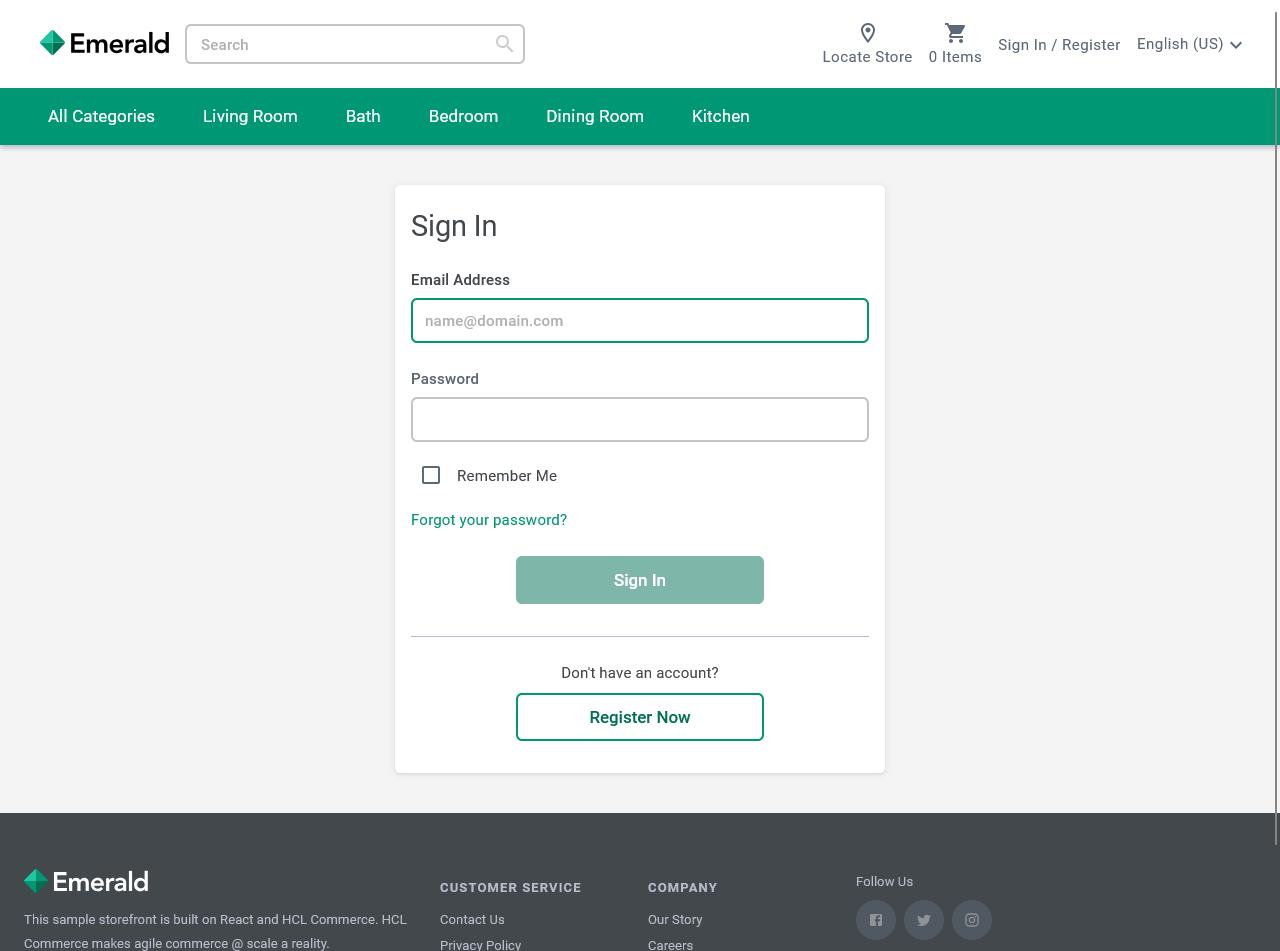 Emerald
Search
Locate Store
0 Items
Sign In / Register
English (US)
All Categories
Living Room
Bath
Bedroom
Dining Room
Kitchen
Sign In
Email Address
name@domain.com
Password
Remember Me
Forgot your password?
Sign In
Don't have an account?
Register Now
Emerald
This sample storefront is built on React and HCL Commerce. HCL
Commerce makes agile commerce @ scale a reality.
CUSTOMER SERVICE
Contact Us
Privacy Policy
COMPANY
Our Story
Careers
Follow Us